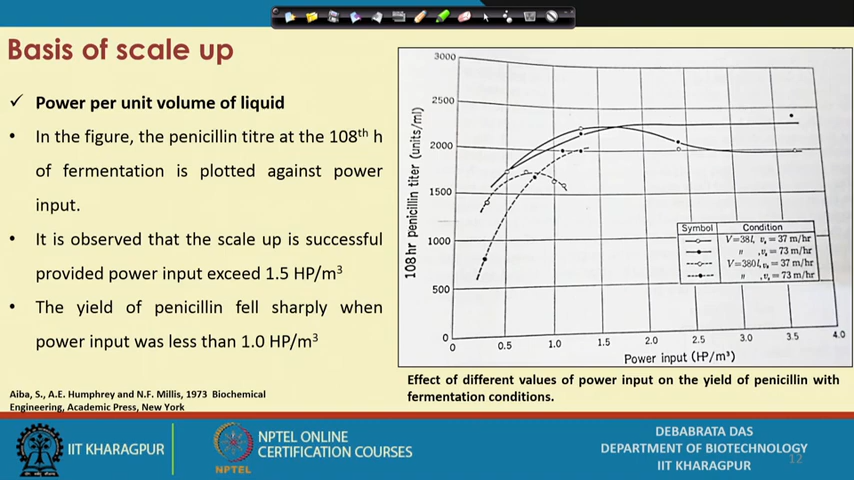 Basis of scale up
✓ Power per unit volume of liquid
• In the figure, the penicillin titre at the 108th h
of fermentation is plotted against power
input.
• It is observed that the scale up is successful
provided power input exceed 1.5 HP/m³
• The yield of penicillin fell sharply when
power input was less than 1.0 HP/m³
Aiba, S., A.E. Humphrey and N.F. Millis, 1973 Biochemical
Engineering, Academic Press, New York
108 hr penicillin titer (units/ml)
3000
2500
2000
1500
1000
500
0
0 0.5 1.0 1.5 2.0 2.5 3.0 3.5 4.0
Power input (HP/m³)
Symbol Condition
V=38l, vs = 37 m/hr
〃 , vs = 73 m/hr
V=380l, vs = 37 m/hr
〃 , vs = 73 m/hr
Effect of different values of power input on the yield of penicillin with
fermentation conditions.
IIT KHARAGPUR
NPTEL
NPTEL ONLINE
CERTIFICATION COURSES
DEBABRATA DAS
DEPARTMENT OF BIOTECHNOLOGY
IIT KHARAGPUR
12